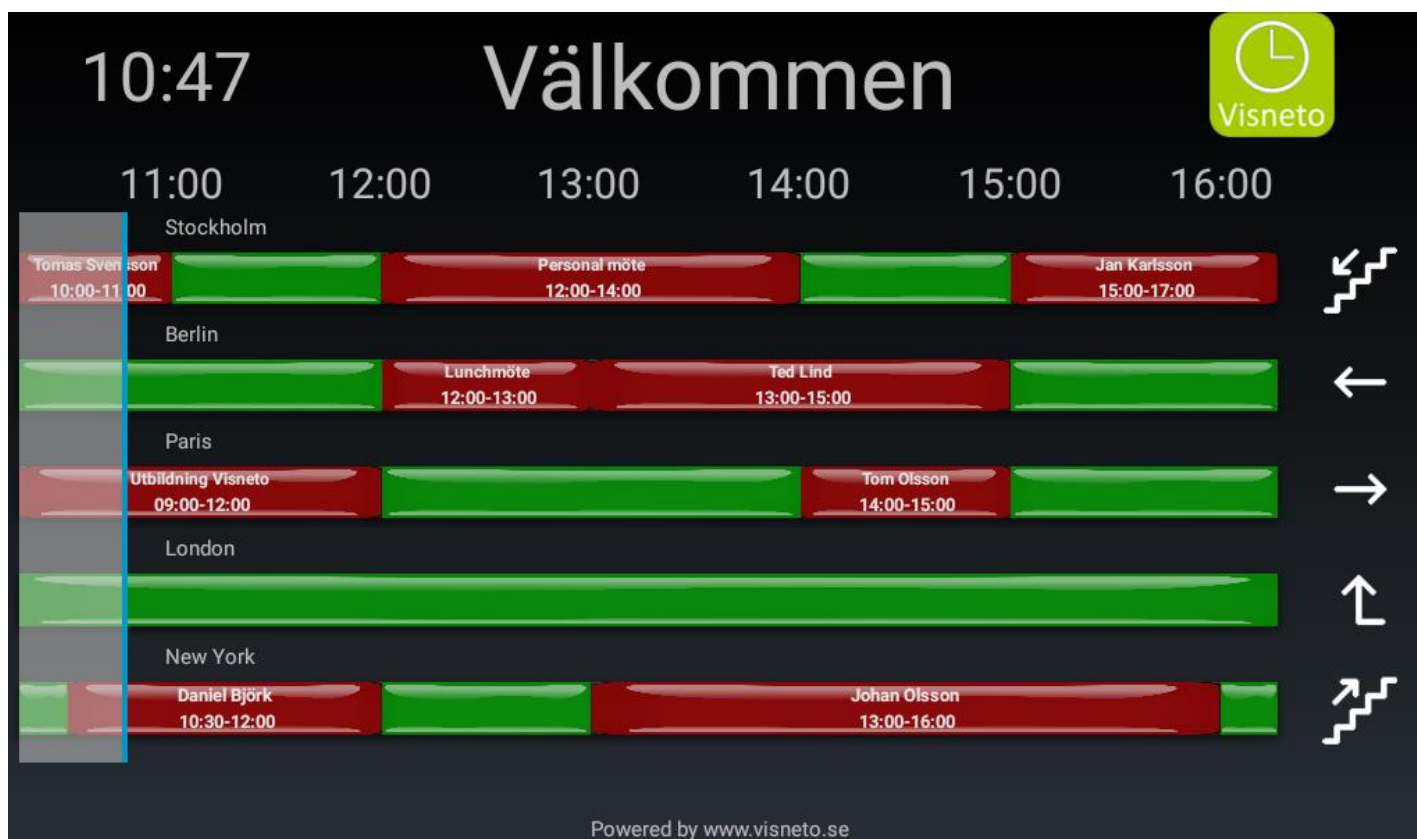 10:47 Välkommen
Visneto
11:00 12:00 13:00 14:00 15:00 16:00
Stockholm
Tomas Svensson Personal möte Jan Karlsson
10:00-11:00 12:00-14:00 15:00-17:00
Berlin
Lunchmöte Ted Lind
12:00-13:00 13:00-15:00
Paris
Utbildning Visneto Tom Olsson
09:00-12:00 14:00-15:00
London
New York
Daniel Björk Johan Olsson
10:30-12:00 13:00-16:00
Powered by www.visneto.se